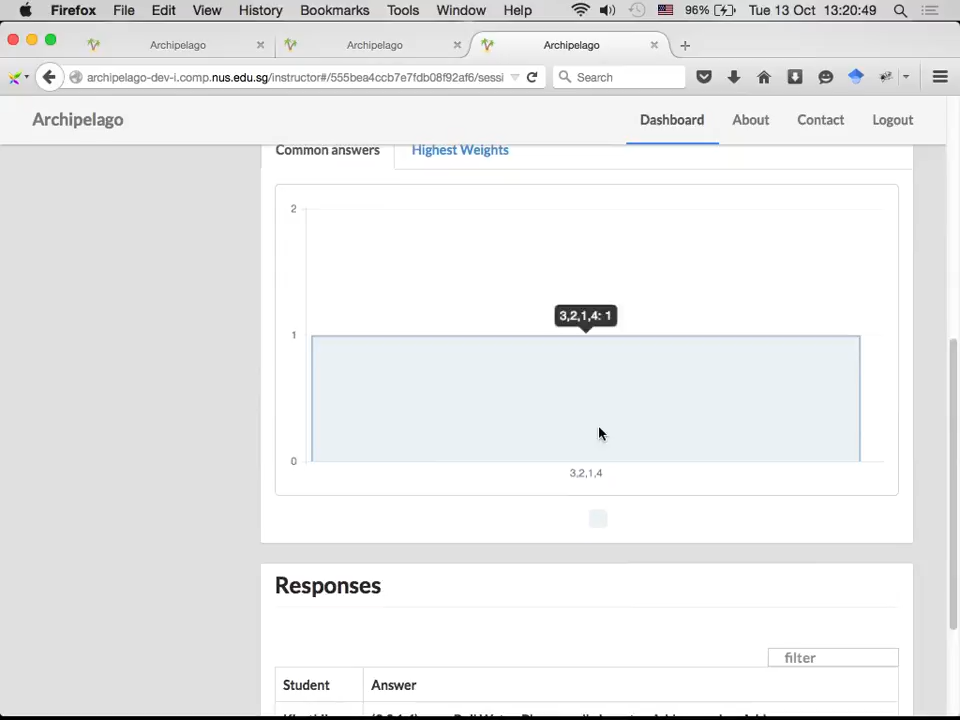 Firefox File Edit View History Bookmarks Tools Window Help 96% Tue 13 Oct 13:20:49
Archipelago Archipelago Archipelago
archipelago-dev-i.comp.nus.edu.sg/instructor#/555bea4ccb7e7fdb08f92af6/sessi Search
Archipelago Dashboard About Contact Logout
Common answers Highest Weights
2
3,2,1,4: 1
1
0
3,2,1,4
Responses
filter
Student Answer